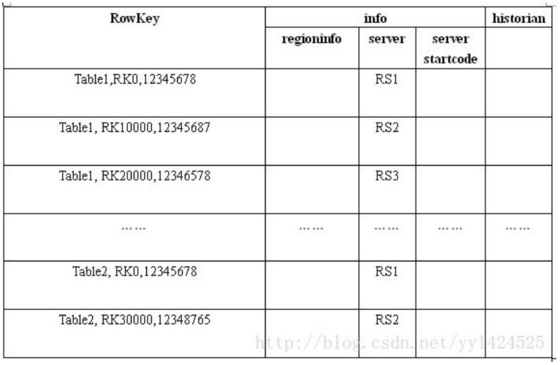 RowKey info historian
regioninfo server server startcode
Table1,RK0,12345678 RS1
Table1, RK10000,12345687 RS2
Table1, RK20000,12346578 RS3
…… …… …… …… ……
Table2, RK0,12345678 RS1
Table2, RK30000,12348765 RS2
http://blog.csdn.net/yyl424525